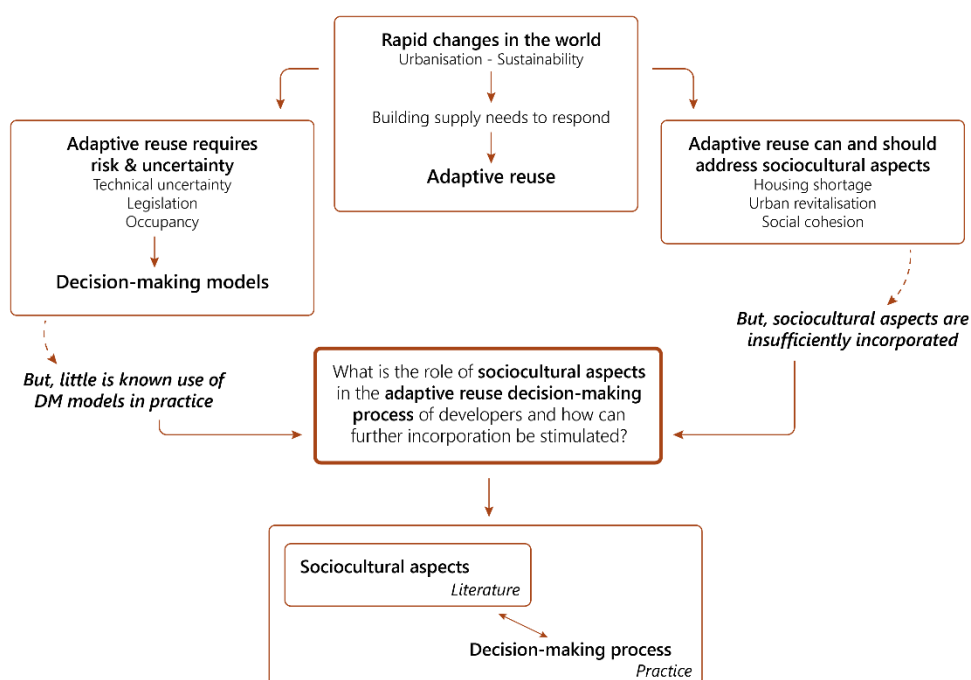 Rapid changes in the world
Urbanisation - Sustainability
Building supply needs to respond
Adaptive reuse
Adaptive reuse requires
risk & uncertainty
Technical uncertainty
Legislation
Occupancy
Decision-making models
Adaptive reuse can and should
address sociocultural aspects
Housing shortage
Urban revitalisation
Social cohesion
But, little is known use of
DM models in practice
But, sociocultural aspects are
insufficiently incorporated
What is the role of sociocultural aspects
in the adaptive reuse decision-making
process of developers and how can
further incorporation be stimulated?
Sociocultural aspects
Literature
Decision-making process
Practice